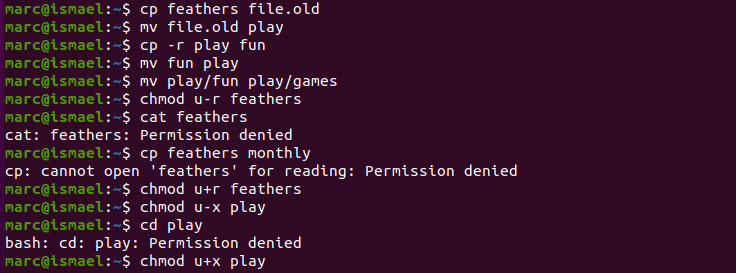 marc@ismael:~$ cp feathers file.old
marc@ismael:~$ mv file.old play
marc@ismael:~$ cp -r play fun
marc@ismael:~$ mv fun play
marc@ismael:~$ mv play/fun play/games
marc@ismael:~$ chmod u-r feathers
marc@ismael:~$ cat feathers
cat: feathers: Permission denied
marc@ismael:~$ cp feathers monthly
cp: cannot open 'feathers' for reading: Permission denied
marc@ismael:~$ chmod u+r feathers
marc@ismael:~$ chmod u-x play
marc@ismael:~$ cd play
bash: cd: play: Permission denied
marc@ismael:~$ chmod u+x play